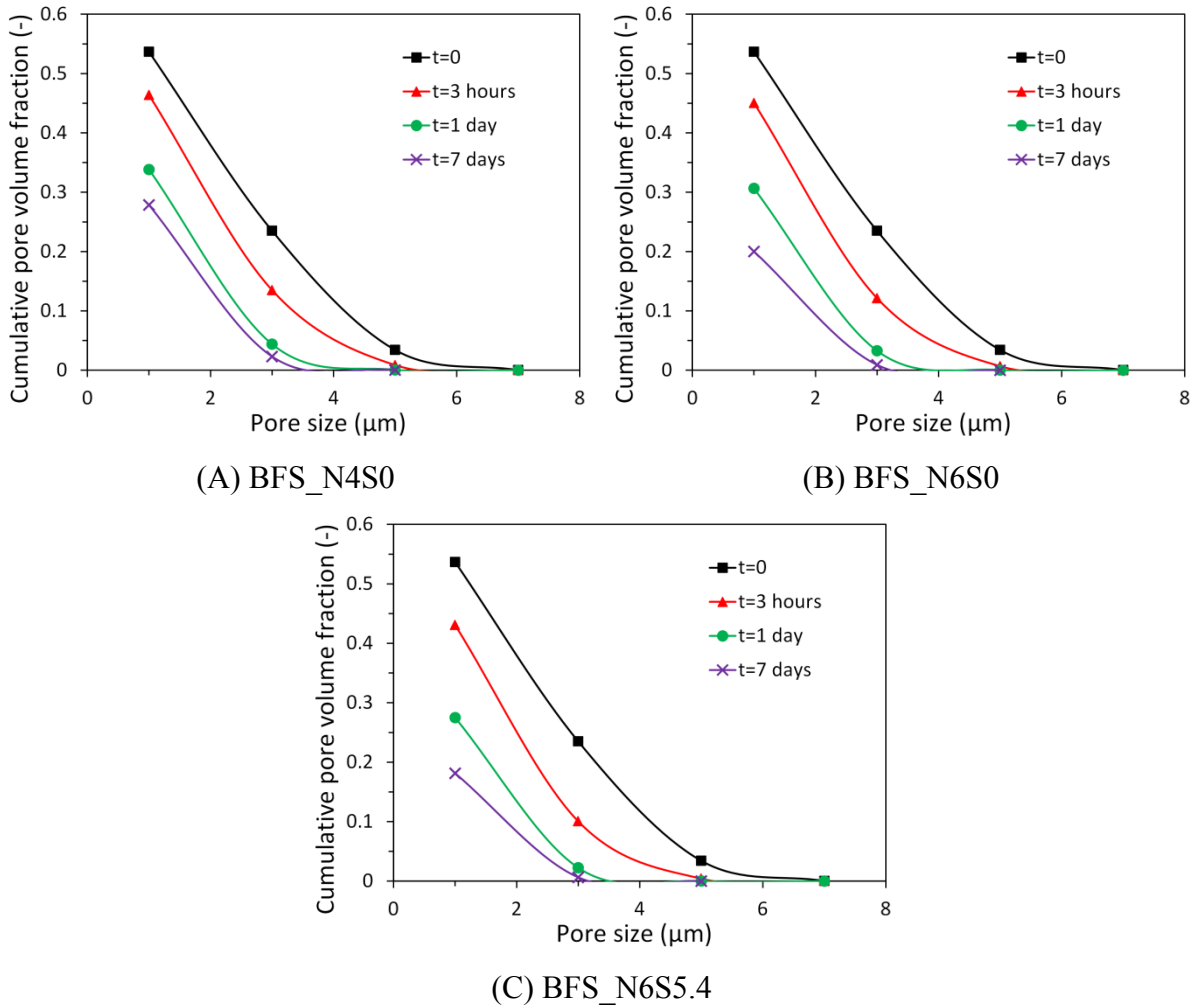 Cumulative pore volume fraction (-)
0.6
0.5
0.4
0.3
0.2
0.1
0
t=0
t=3 hours
t=1 day
t=7 days
0 2 4 6 8
Pore size (µm)
(A) BFS_N4S0
Cumulative pore volume fraction (-)
0.6
0.5
0.4
0.3
0.2
0.1
0
t=0
t=3 hours
t=1 day
t=7 days
0 2 4 6 8
Pore size (µm)
(B) BFS_N6S0
Cumulative pore volume fraction (-)
0.6
0.5
0.4
0.3
0.2
0.1
0
t=0
t=3 hours
t=1 day
t=7 days
0 2 4 6 8
Pore size (µm)
(C) BFS_N6S5.4